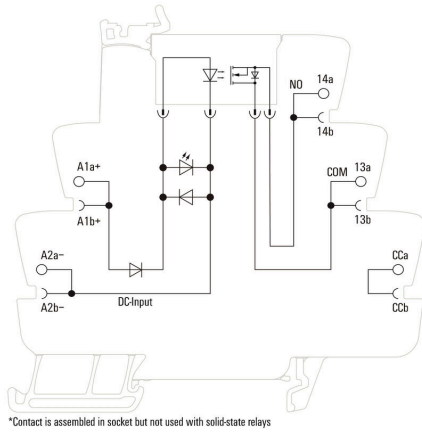 NO
14a
14b
A1a+
COM
13a
A1b+
13b
A2a−
CCa
DC-Input
A2b−
CCb
*Contact is assembled in socket but not used with solid-state relays